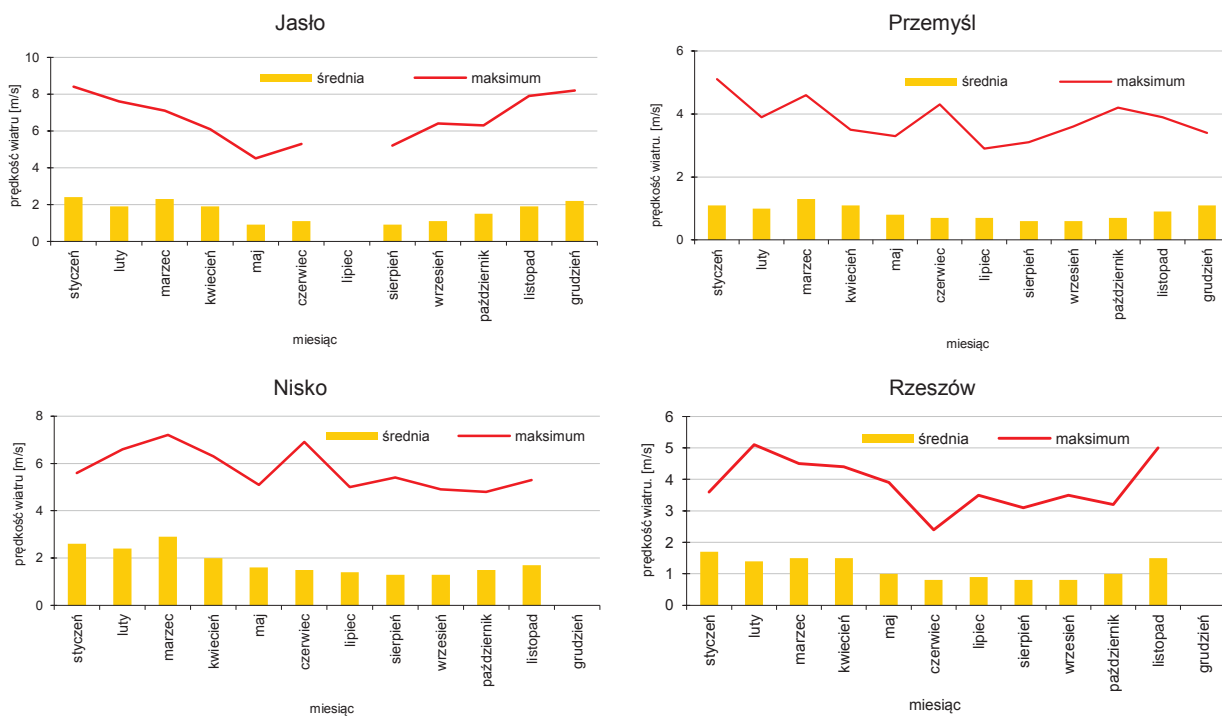 Jasło
prędkość wiatru [m/s]
10
8
6
4
2
0
średnia
maksimum
styczeń
luty
marzec
kwiecień
maj
czerwiec
lipiec
sierpień
wrzesień
październik
listopad
grudzień
miesiąc
Przemyśl
prędkość wiatru. [m/s]
6
4
2
0
średnia
maksimum
styczeń
luty
marzec
kwiecień
maj
czerwiec
lipiec
sierpień
wrzesień
październik
listopad
grudzień
miesiąc
Nisko
prędkość wiatru [m/s]
8
6
4
2
0
średnia
maksimum
styczeń
luty
marzec
kwiecień
maj
czerwiec
lipiec
sierpień
wrzesień
październik
listopad
grudzień
miesiąc
Rzeszów
prędkość wiatru. [m/s]
6
5
4
3
2
1
0
średnia
maksimum
styczeń
luty
marzec
kwiecień
maj
czerwiec
lipiec
sierpień
wrzesień
październik
listopad
grudzień
miesiąc